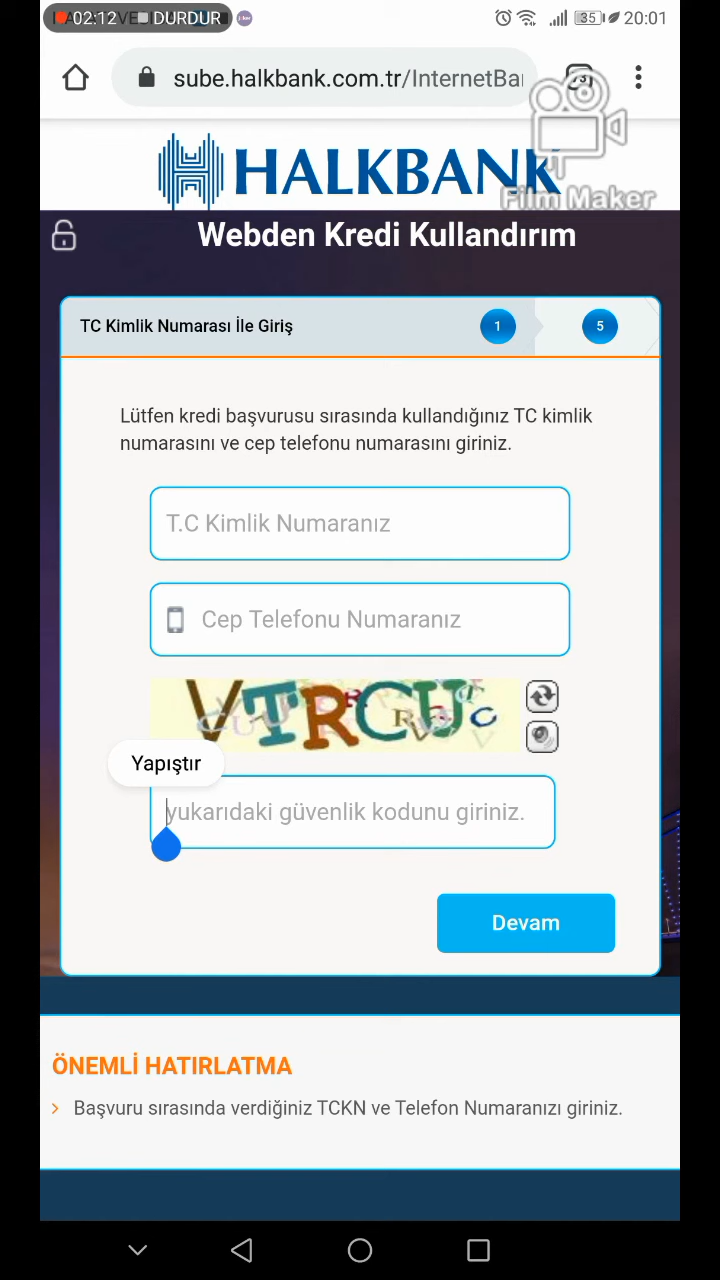 02:12 DURDUR
35 20:01
sube.halkbank.com.tr/InternetBa
HALKBANK
Film Maker
Webden Kredi Kullandırım
TC Kimlik Numarası İle Giriş 1 5
Lütfen kredi başvurusu sırasında kullandığınız TC kimlik
numarasını ve cep telefonu numarasını giriniz.
T.C Kimlik Numaranız
Cep Telefonu Numaranız
VTRCUC
Yapıştır
yukarıdaki güvenlik kodunu giriniz.
Devam
ÖNEMLİ HATIRLATMA
Başvuru sırasında verdiğiniz TCKN ve Telefon Numaranızı giriniz.